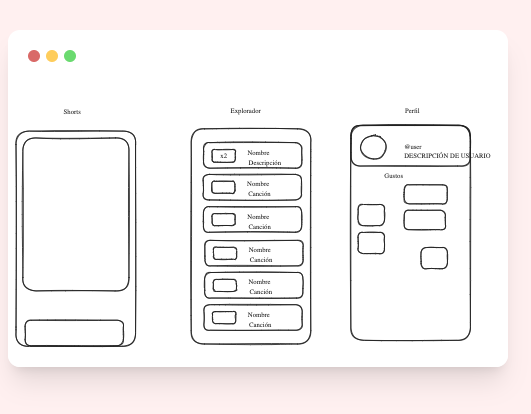 Shorts
Explorador
Perfil
x2
Nombre
Descripción
Nombre
Canción
Nombre
Canción
Nombre
Canción
Nombre
Canción
Nombre
Canción
@user
DESCRIPCIÓN DE USUARIO
Gustos